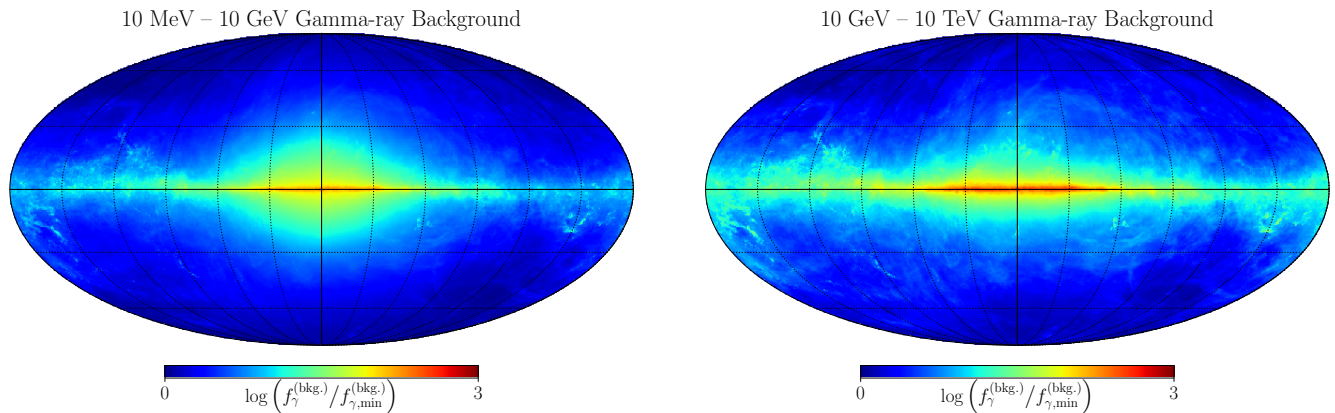 10 MeV – 10 GeV Gamma-ray Background
10 GeV – 10 TeV Gamma-ray Background
0 3
log(f_γ^(bkg.)/f_γ,min^(bkg.))
0 3
log(f_γ^(bkg.)/f_γ,min^(bkg.))